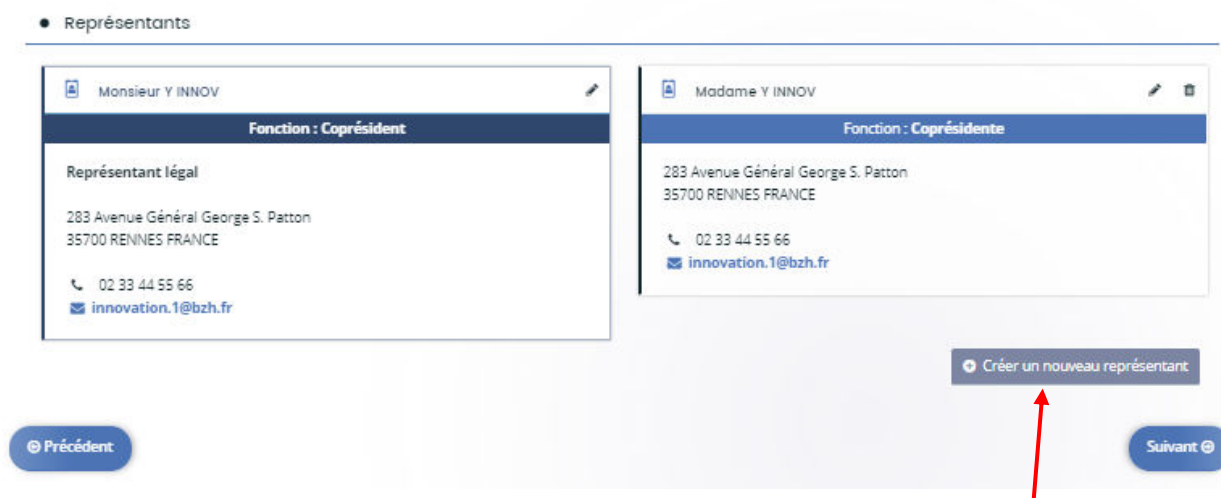 Représentants
Monsieur Y INNOV
Fonction : Coprésident
Représentant légal
283 Avenue Général George S. Patton
35700 RENNES FRANCE
02 33 44 55 66
innovation.1@bzh.fr
Madame Y INNOV
Fonction : Coprésidente
283 Avenue Général George S. Patton
35700 RENNES FRANCE
02 33 44 55 66
innovation.1@bzh.fr
Créer un nouveau représentant
Précédent
Suivant